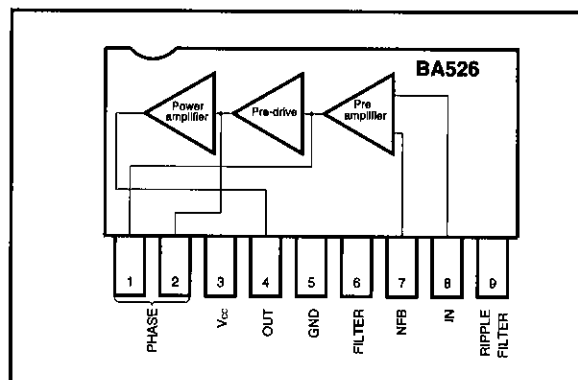 BA526
Power
amplifier
Pre-drive
Pre
amplifier
1 2 3 4 5 6 7 8 9
PHASE
Vcc
OUT
GND
FILTER
NFB
IN
RIPPLE
FILTER